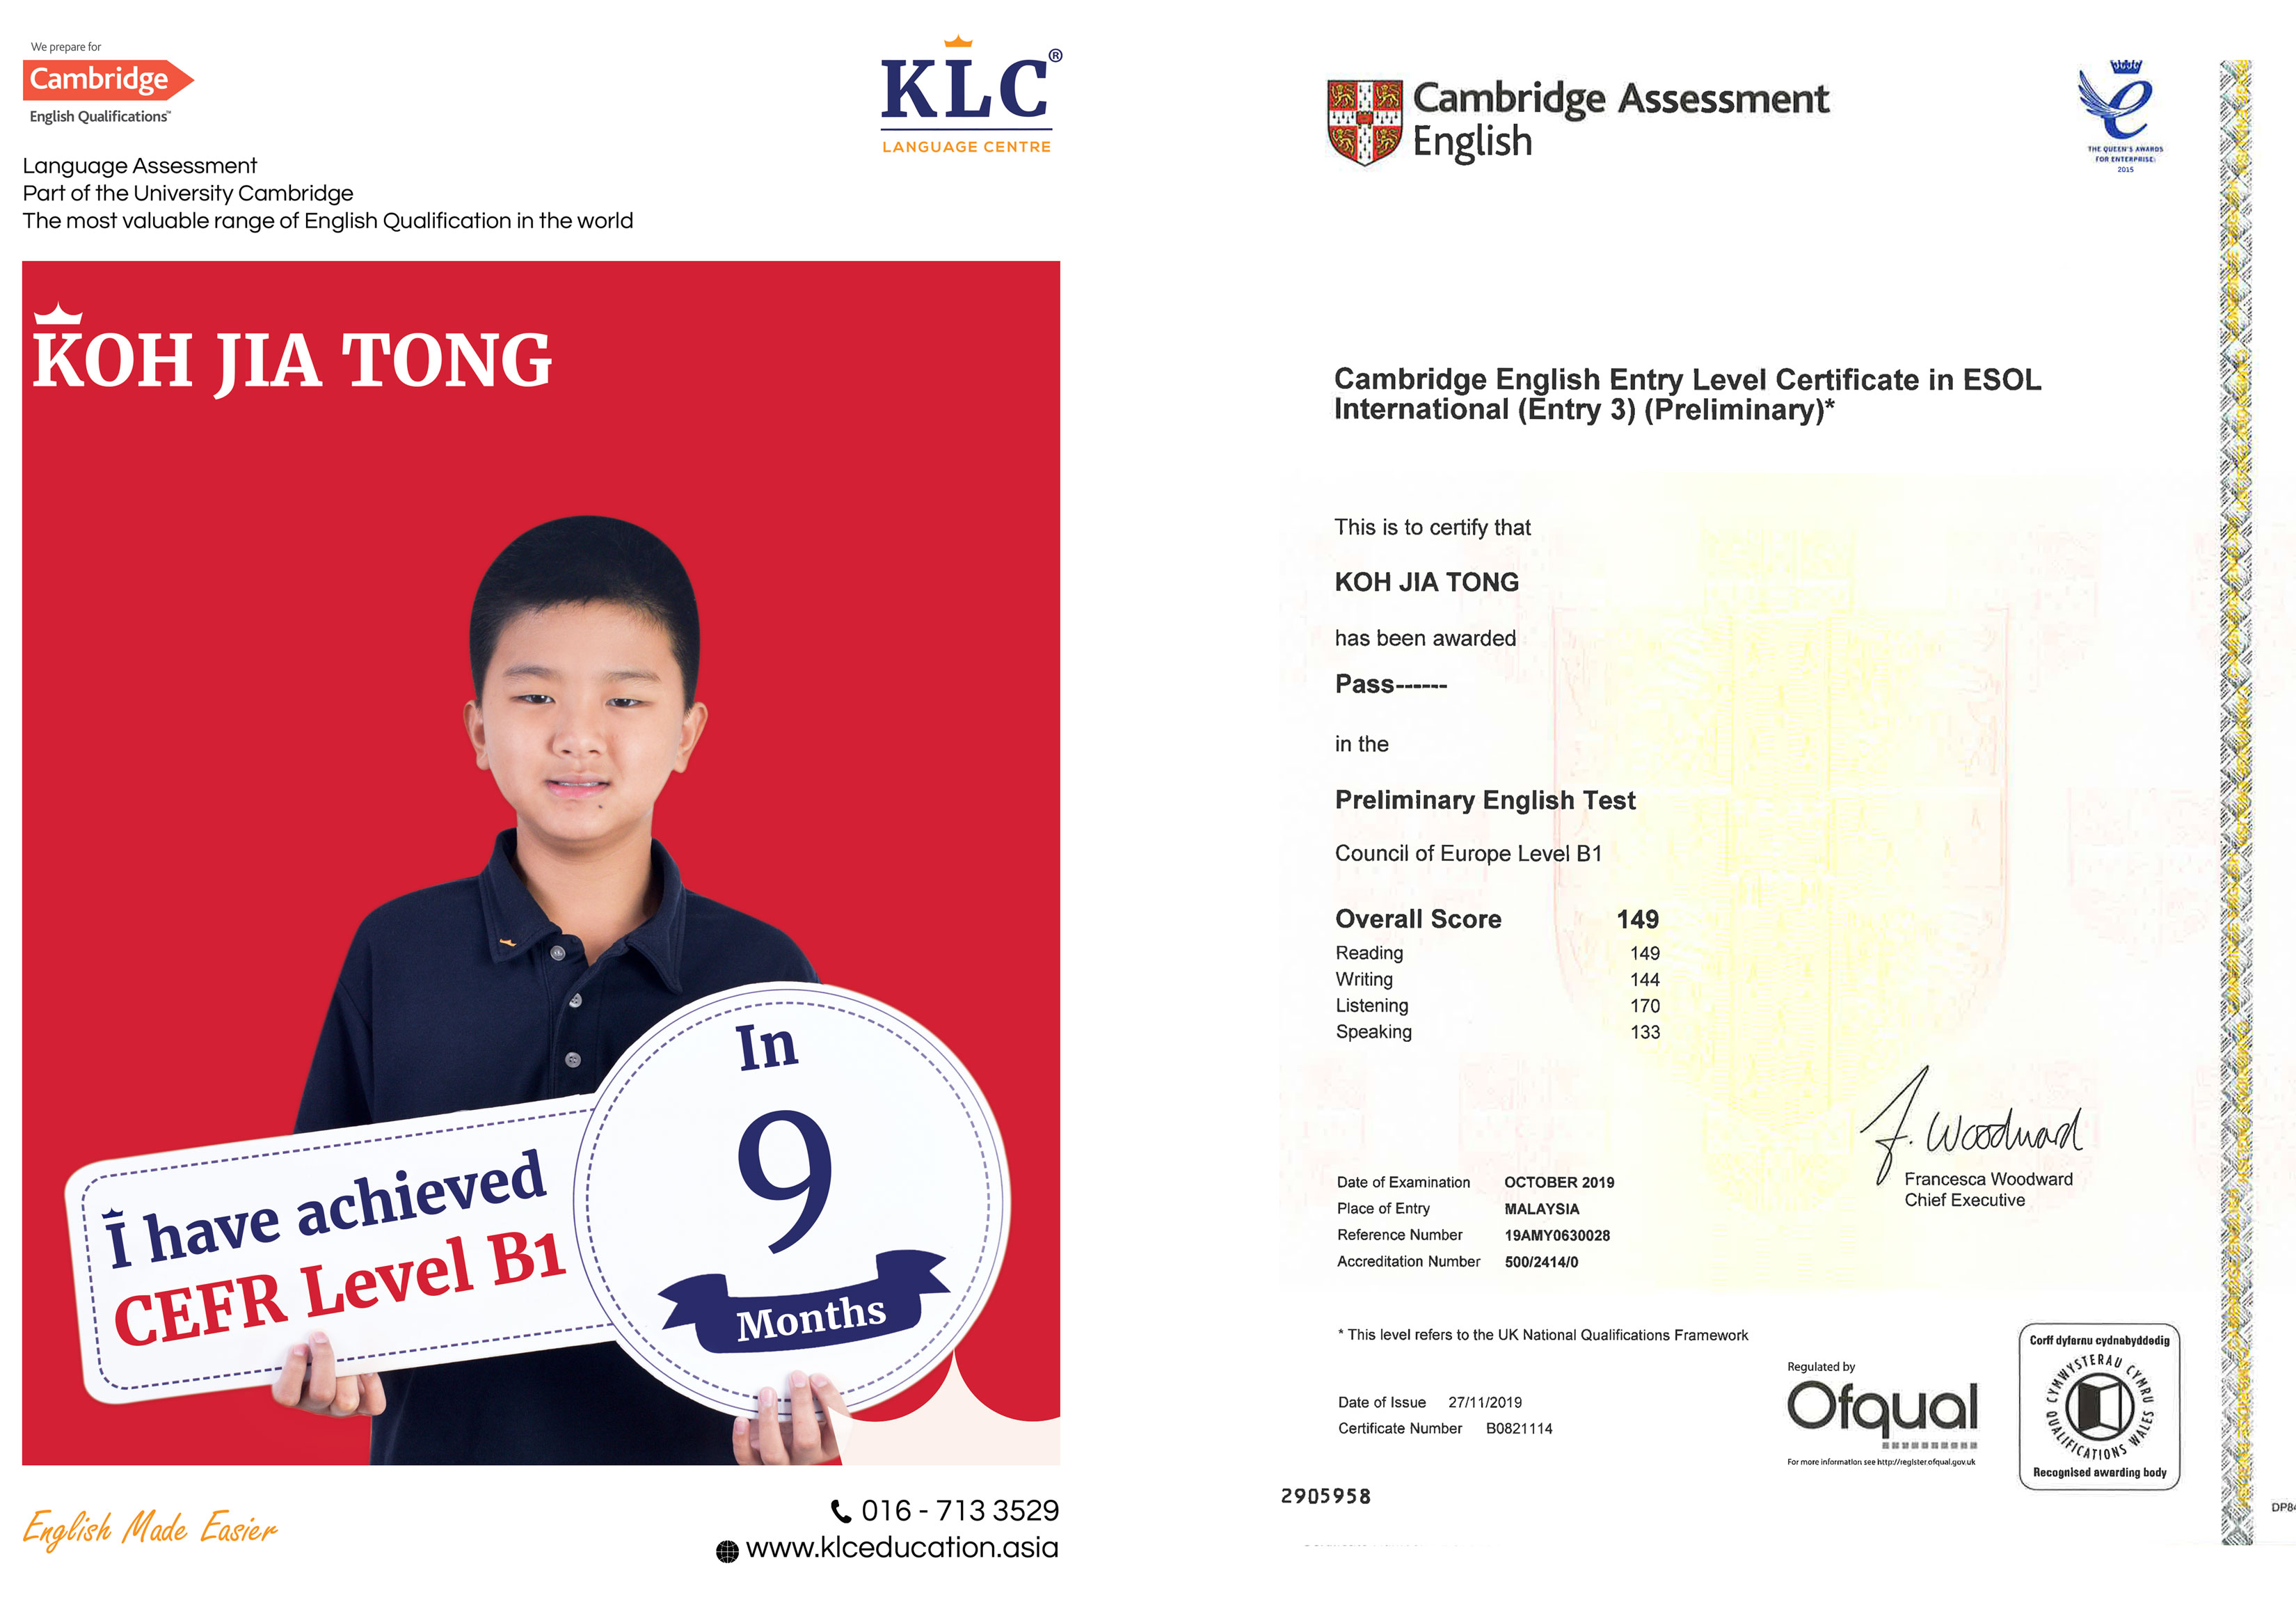 We prepare for
Cambridge
English Qualifications™
KLC®
LANGUAGE CENTRE
Language Assessment
Part of the University Cambridge
The most valuable range of English Qualification in the world
KOH JIA TONG
I have achieved
CEFR Level B1
In
9
Months
English Made Easier
016 - 713 3529
www.klceducation.asia
Cambridge Assessment
English
THE QUEEN'S AWARDS
FOR ENTERPRISE:
2015
Cambridge English Entry Level Certificate in ESOL
International (Entry 3) (Preliminary)*
This is to certify that
KOH JIA TONG
has been awarded
Pass------
in the
Preliminary English Test
Council of Europe Level B1
Overall Score 149
Reading 149
Writing 144
Listening 170
Speaking 133
F. Woodward
Francesca Woodward
Chief Executive
Date of Examination OCTOBER 2019
Place of Entry MALAYSIA
Reference Number 19AMY0630028
Accreditation Number 500/2414/0
* This level refers to the UK National Qualifications Framework
Date of Issue 27/11/2019
Certificate Number B0821114
Regulated by
Ofqual
For more information see http://register.ofqual.gov.uk
Corff dyfarnu cydnabyddedig
CYMWYSTERAU CYMRU
QUALIFICATIONS WALES
Recognised awarding body
2905958